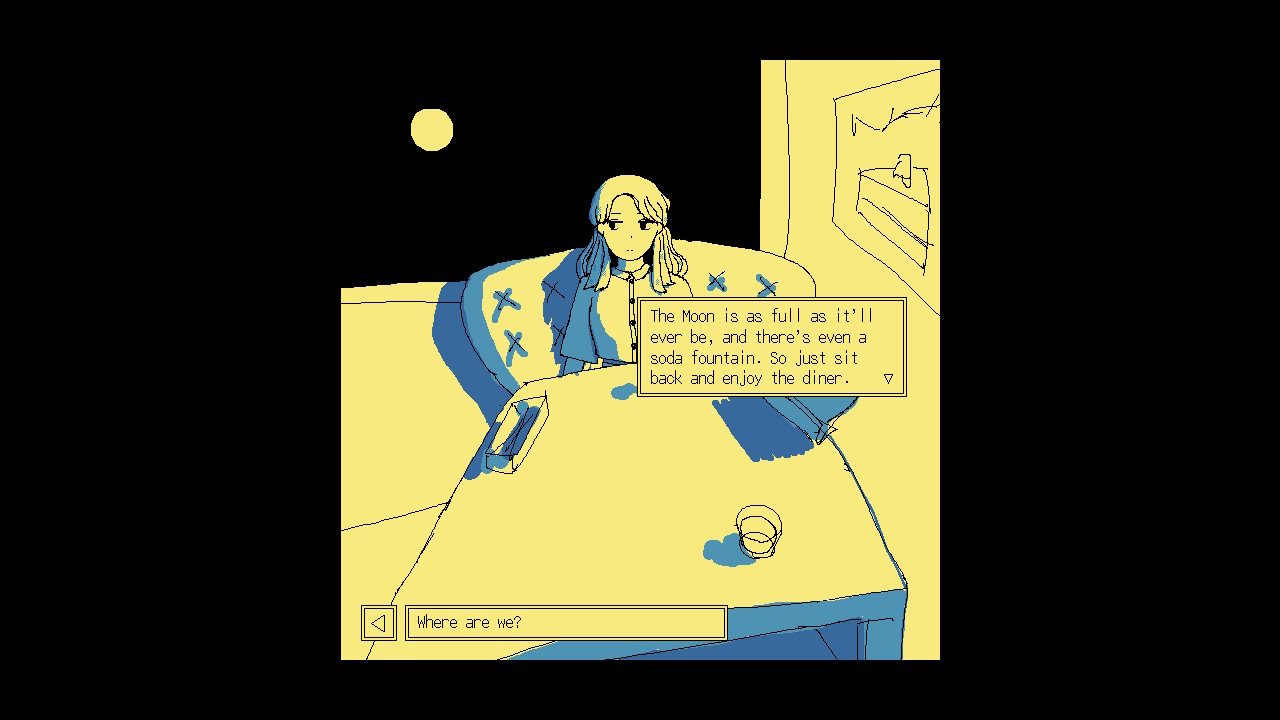 The Moon is as full as it'll
ever be, and there's even a
soda fountain. So just sit
back and enjoy the diner.
Where are we?